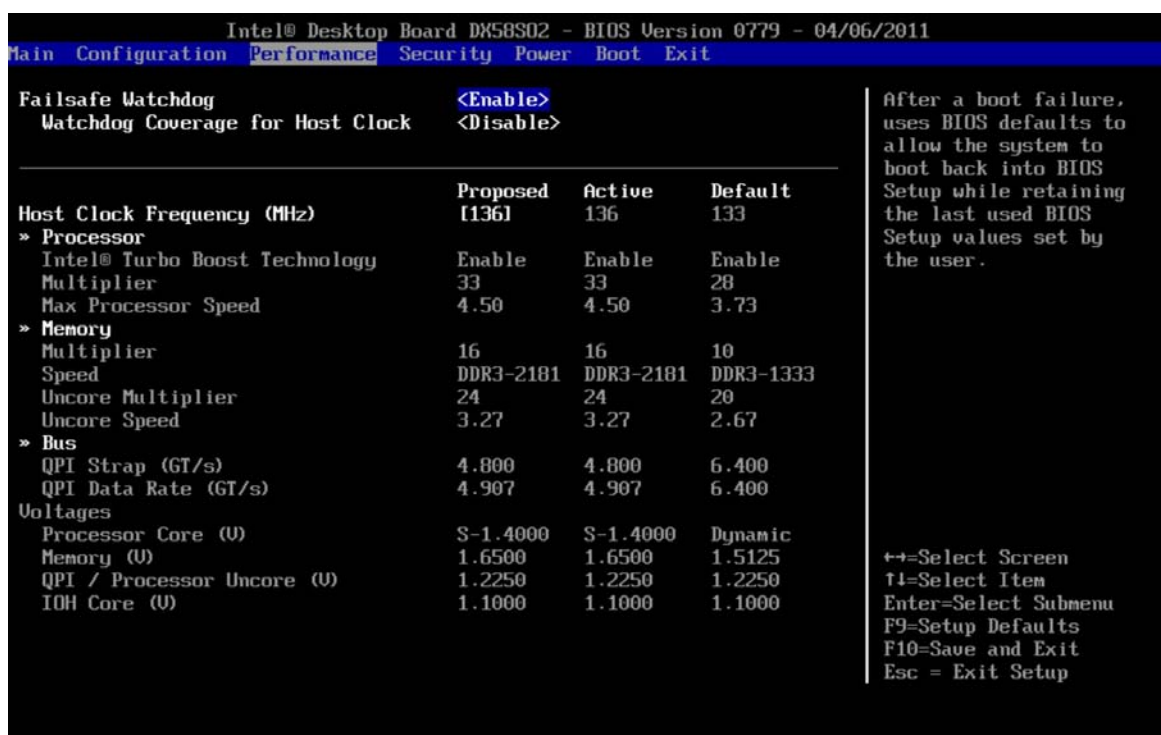 Intel® Desktop Board DX58SO2 - BIOS Version 0779 - 04/06/2011
Main Configuration Performance Security Power Boot Exit
Failsafe Watchdog <Enable>
Watchdog Coverage for Host Clock <Disable>
Proposed Active Default
Host Clock Frequency (MHz) [136] 136 133
» Processor
Intel® Turbo Boost Technology Enable Enable Enable
Multiplier 33 33 28
Max Processor Speed 4.50 4.50 3.73
» Memory
Multiplier 16 16 10
Speed DDR3-2181 DDR3-2181 DDR3-1333
Uncore Multiplier 24 24 20
Uncore Speed 3.27 3.27 2.67
» Bus
QPI Strap (GT/s) 4.800 4.800 6.400
QPI Data Rate (GT/s) 4.907 4.907 6.400
Voltages
Processor Core (V) S-1.4000 S-1.4000 Dynamic
Memory (V) 1.6500 1.6500 1.5125
QPI / Processor Uncore (V) 1.2250 1.2250 1.2250
IOH Core (V) 1.1000 1.1000 1.1000
After a boot failure,
uses BIOS defaults to
allow the system to
boot back into BIOS
Setup while retaining
the last used BIOS
Setup values set by
the user.
←→=Select Screen
↑↓=Select Item
Enter=Select Submenu
F9=Setup Defaults
F10=Save and Exit
Esc = Exit Setup